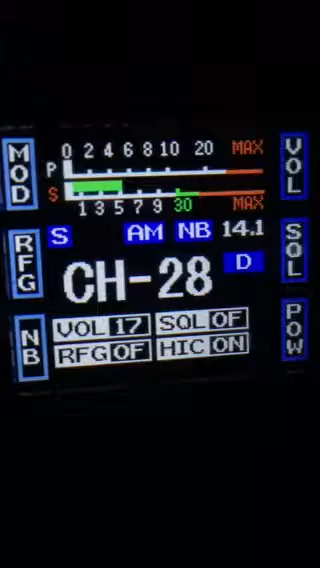 0 2 4 6 8 10 20 MAX
P
S
1 3 5 7 9 30 MAX
MOD
VOL
S AM NB 14.1
RFG
SQL
D
CH-28
NB
POW
VOL 17 SQL OF
RFG OF HIC ON